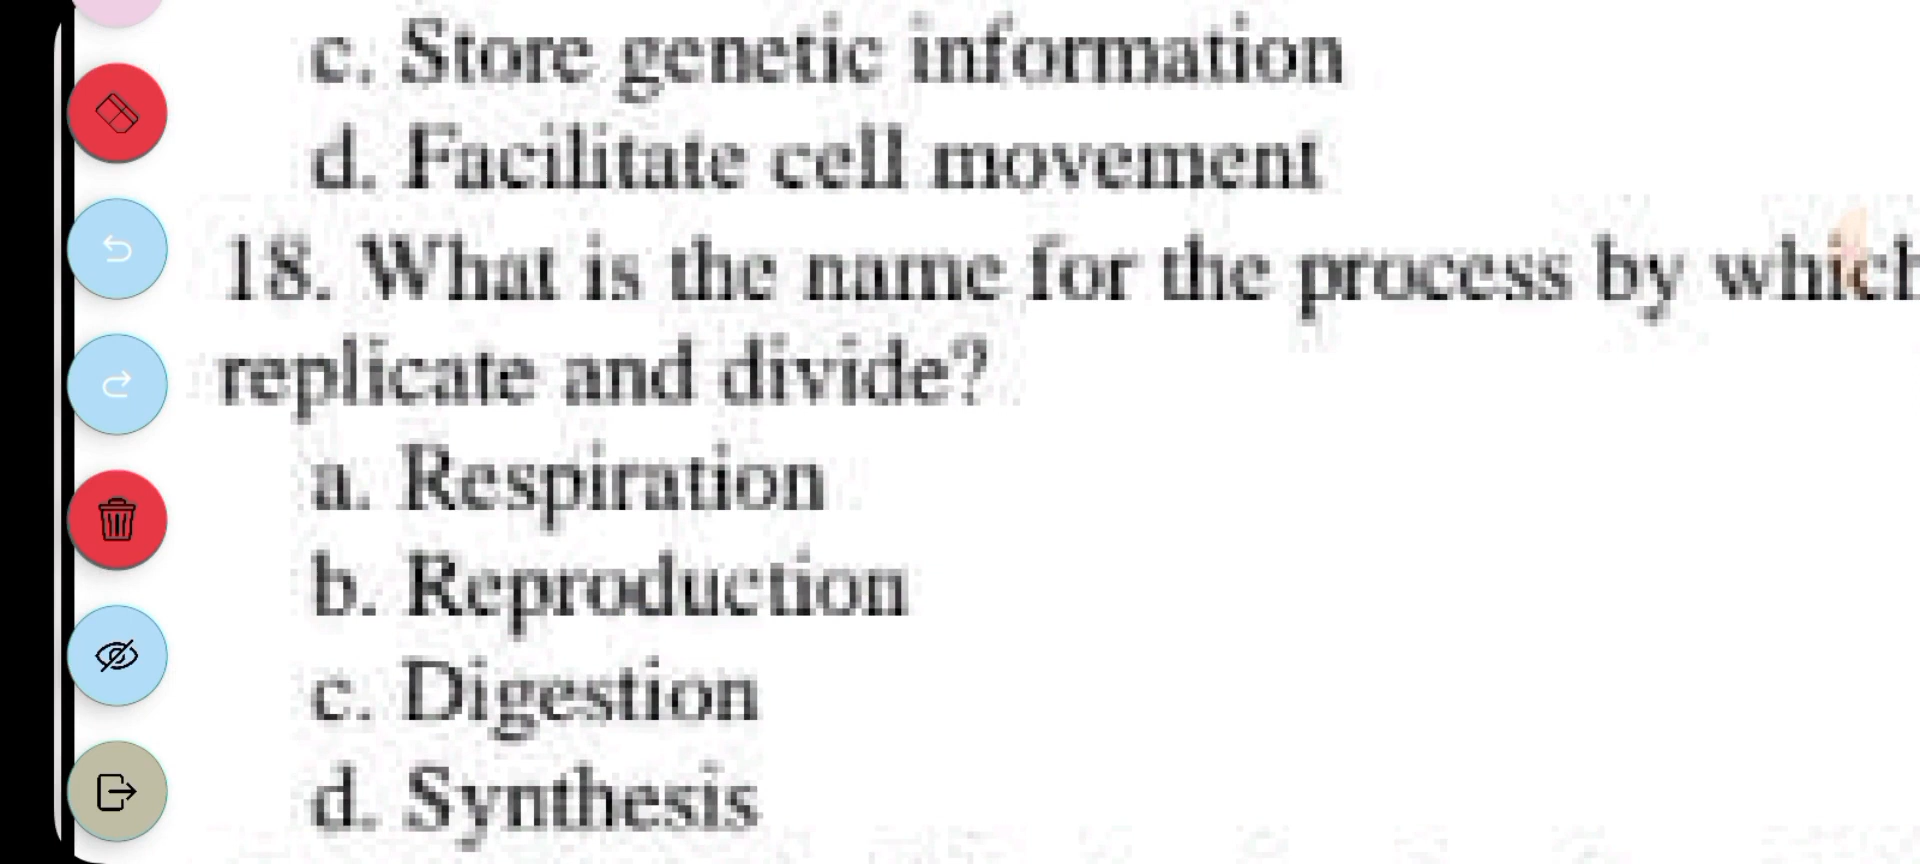 c. Store genetic information
d. Facilitate cell movement
18. What is the name for the process by which
replicate and divide?
a. Respiration
b. Reproduction
c. Digestion
d. Synthesis